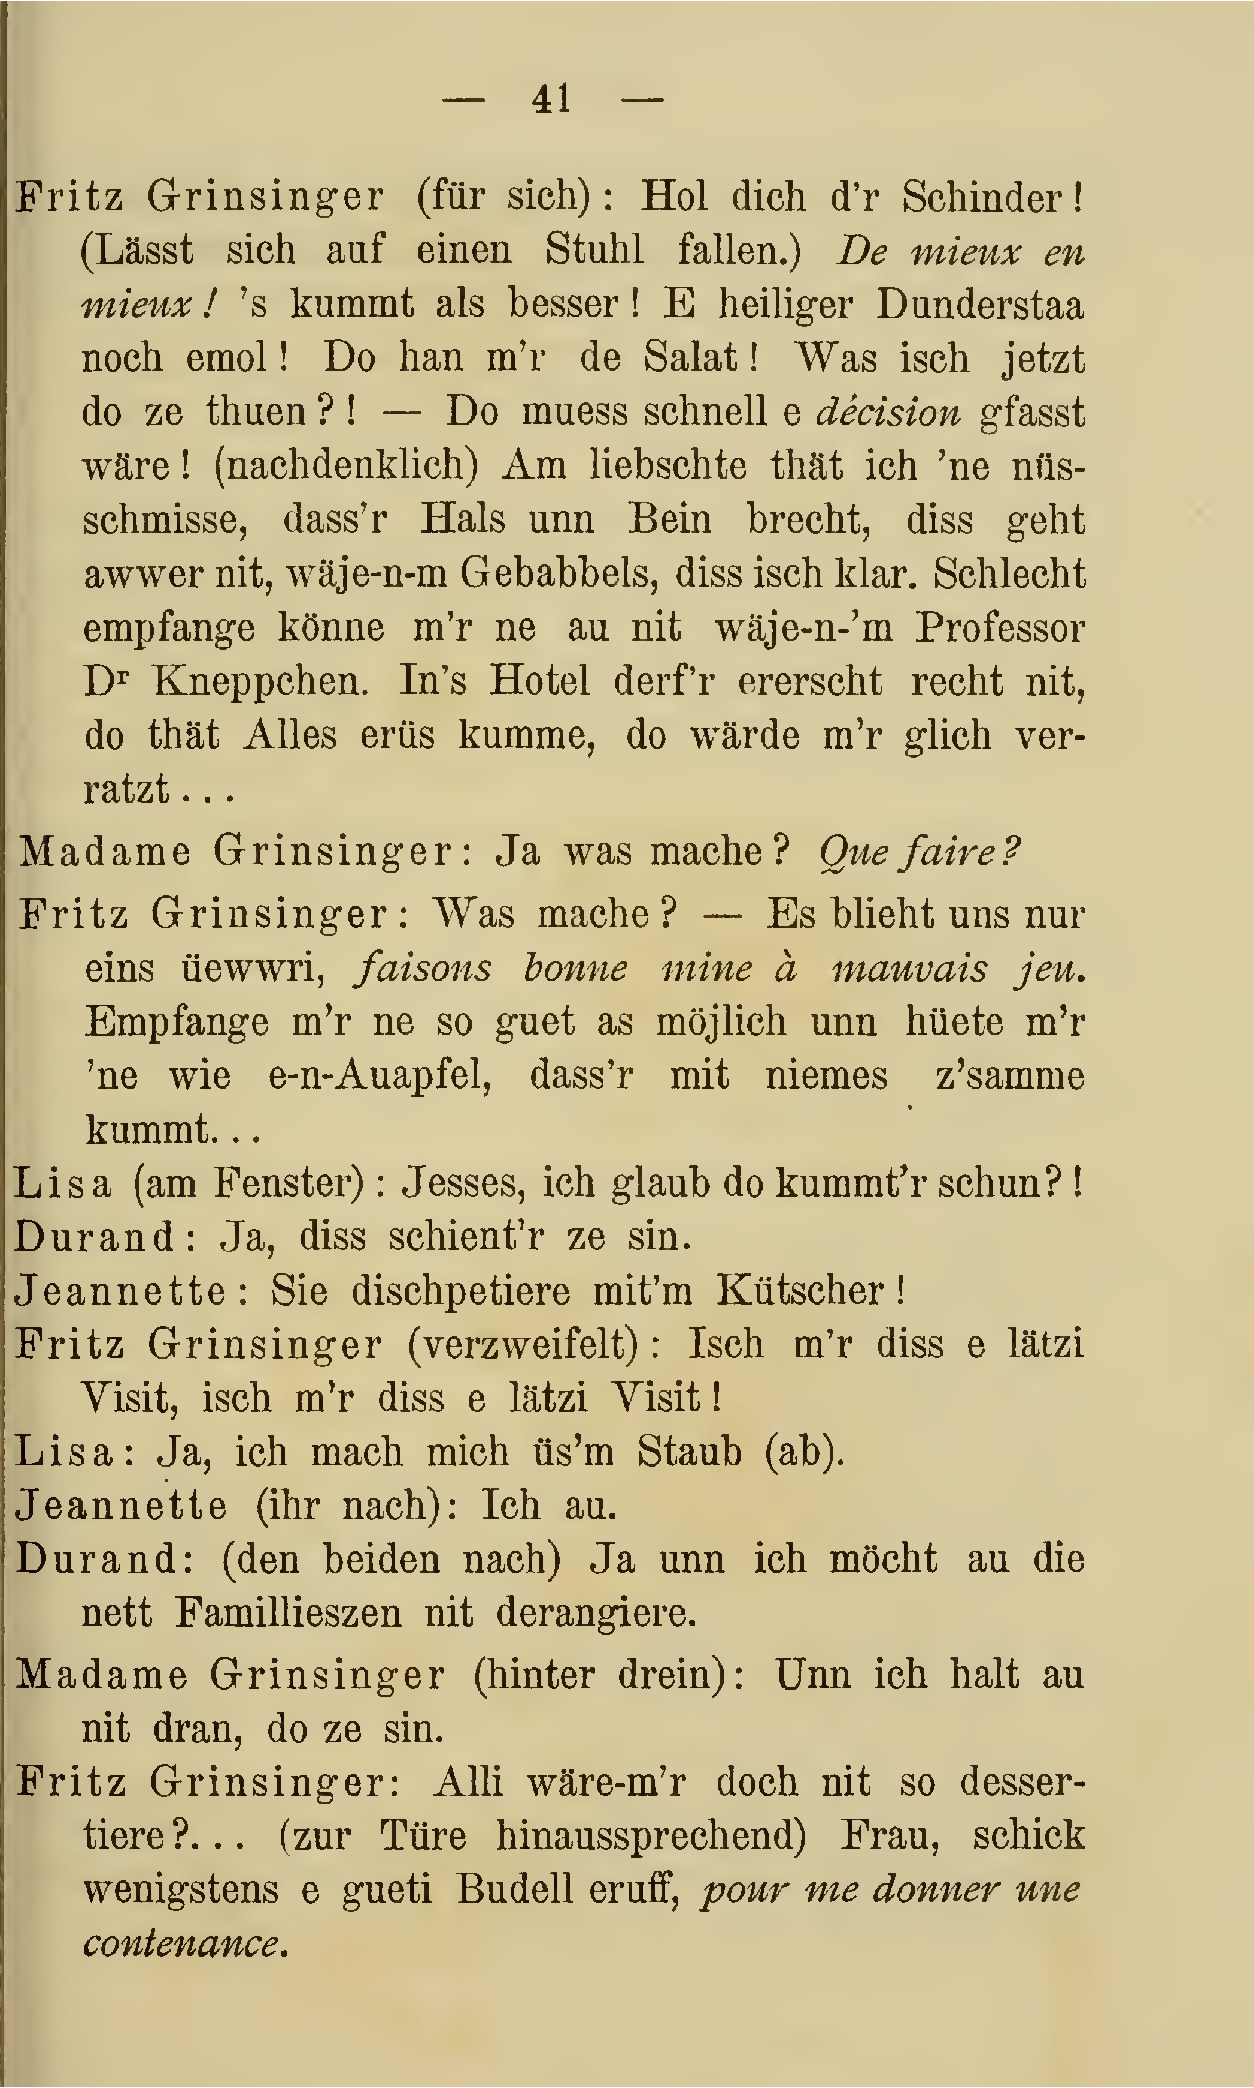 — 41 —
Fritz Grinsinger (für sich) : Hol dich d'r Schinder !
(Lässt sich auf einen Stuhl fallen.) De mieux en
mieux ! 's kummt als besser ! E heiliger Dunderstaa
noch emol ! Do han m'r de Salat ! Was isch jetzt
do ze thuen ? ! — Do muess schnell e décision gfasst
wäre ! (nachdenklich) Am liebschte thät ich 'ne nüs-
schmisse, dass'r Hals unn Bein brecht, diss geht
awwer nit, wäje-n-m Gebabbels, diss isch klar. Schlecht
empfange könne m'r ne au nit wäje-n-'m Professor
Dʳ Kneppchen. In's Hotel derf'r ererscht recht nit,
do thät Alles erüs kumme, do wärde m'r glich ver-
ratzt . . .
Madame Grinsinger : Ja was mache ? Que faire ?
Fritz Grinsinger : Was mache ? — Es blieht uns nur
eins üewwri, faisons bonne mine à mauvais jeu.
Empfange m'r ne so guet as möjlich unn hüete m'r
'ne wie e-n-Auapfel, dass'r mit niemes z'samme
kummt. . .
Lisa (am Fenster) : Jesses, ich glaub do kummt'r schun? !
Durand : Ja, diss schient'r ze sin.
Jeannette : Sie dischpetiere mit'm Kütscher !
Fritz Grinsinger (verzweifelt) : Isch m'r diss e lätzi
Visit, isch m'r diss e lätzi Visit !
Lisa : Ja, ich mach mich üs'm Staub (ab).
Jeannette (ihr nach) : Ich au.
Durand: (den beiden nach) Ja unn ich möcht au die
nett Famillieszen nit derangiere.
Madame Grinsinger (hinter drein) : Unn ich halt au
nit dran, do ze sin.
Fritz Grinsinger: Alli wäre-m'r doch nit so desser-
tiere ?. . . (zur Türe hinaussprechend) Frau, schick
wenigstens e gueti Budell eruff, pour me donner une
contenance.